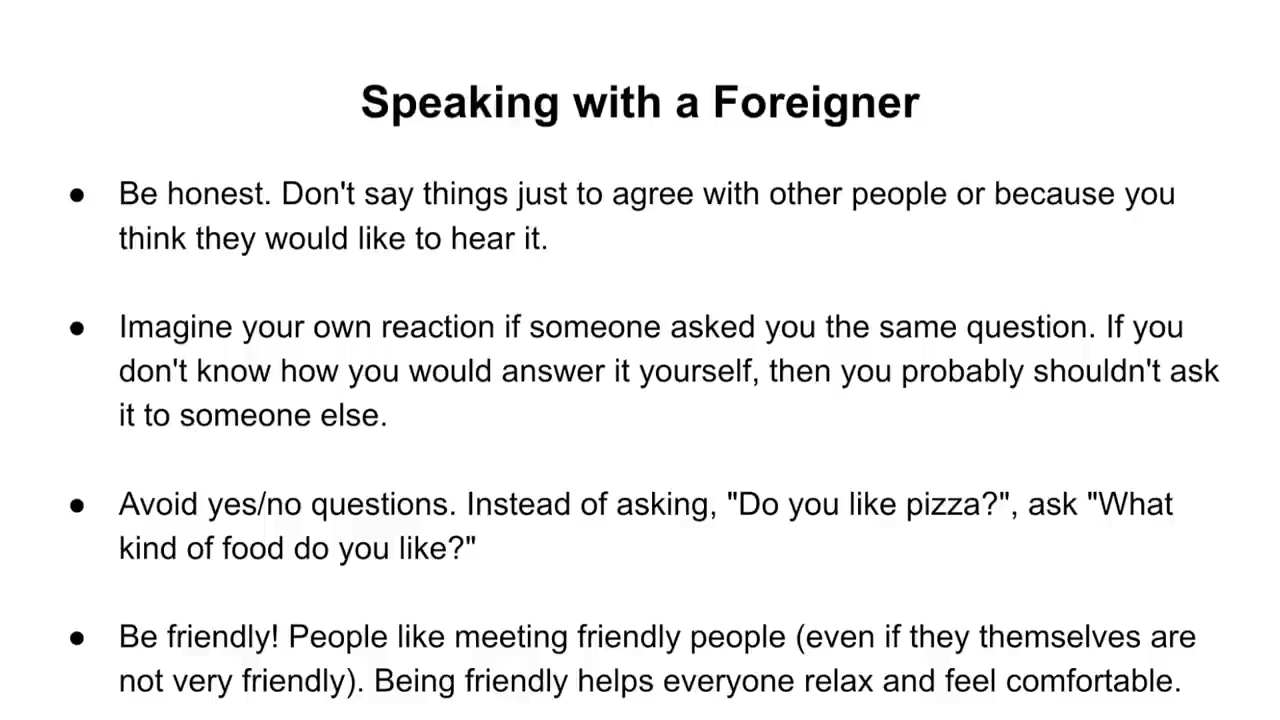 Speaking with a Foreigner
● Be honest. Don't say things just to agree with other people or because you
think they would like to hear it.
● Imagine your own reaction if someone asked you the same question. If you
don't know how you would answer it yourself, then you probably shouldn't ask
it to someone else.
● Avoid yes/no questions. Instead of asking, "Do you like pizza?", ask "What
kind of food do you like?"
● Be friendly! People like meeting friendly people (even if they themselves are
not very friendly). Being friendly helps everyone relax and feel comfortable.